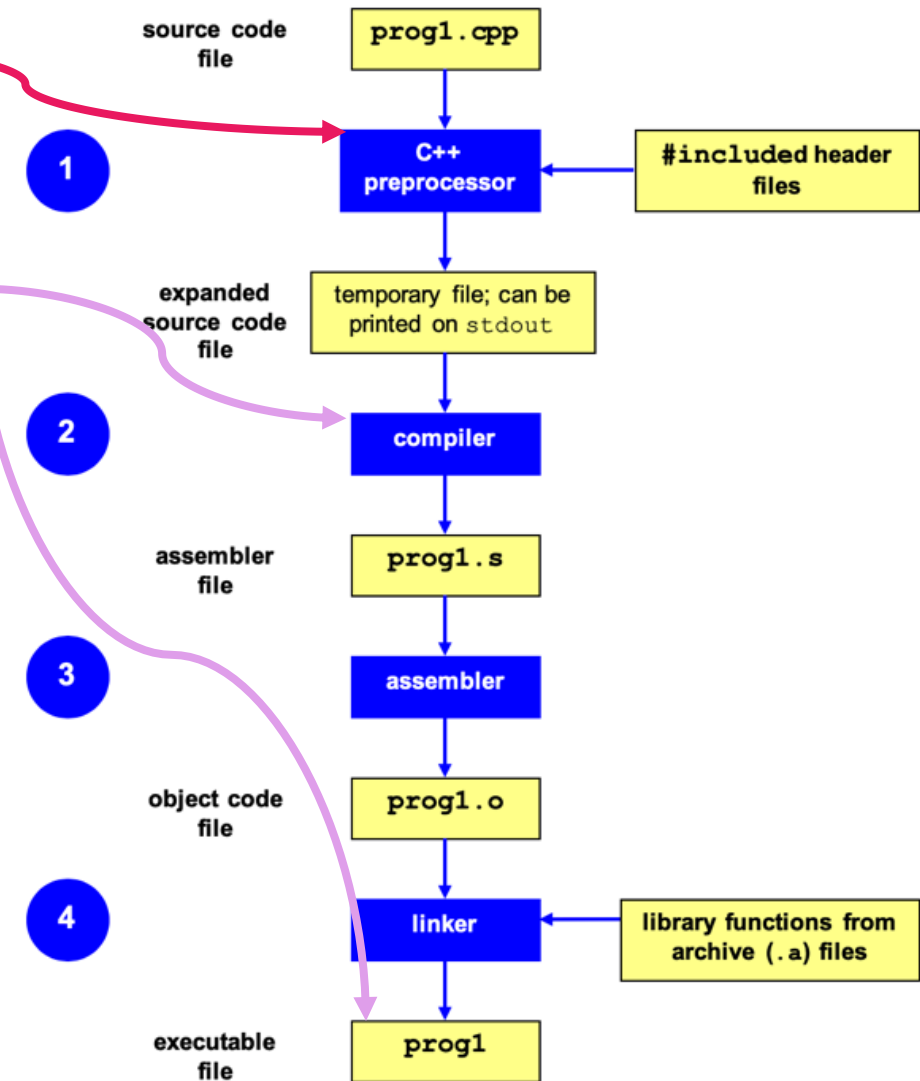 source code
file
prog1.cpp
1
C++
preprocessor
#included header
files
expanded
source code
file
temporary file; can be
printed on stdout
2
compiler
assembler
file
prog1.s
3
assembler
object code
file
prog1.o
4
linker
library functions from
archive (.a) files
executable
file
prog1